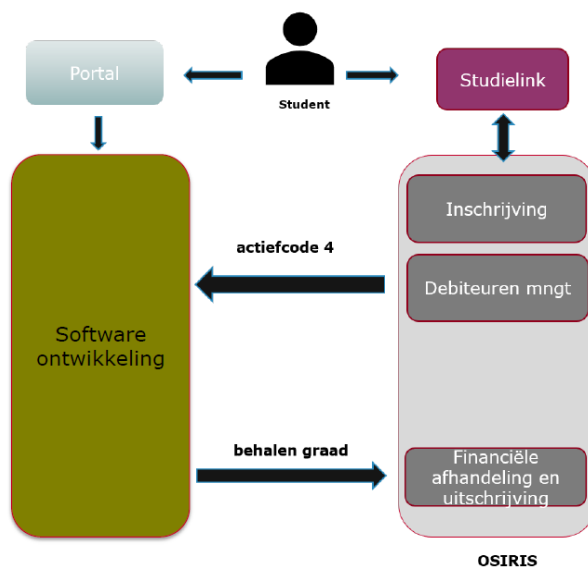 Portal
Student
Studielink
Inschrijving
actiefcode 4
Debiteuren mngt
Software
ontwikkeling
behalen graad
Financiële
afhandeling en
uitschrijving
OSIRIS